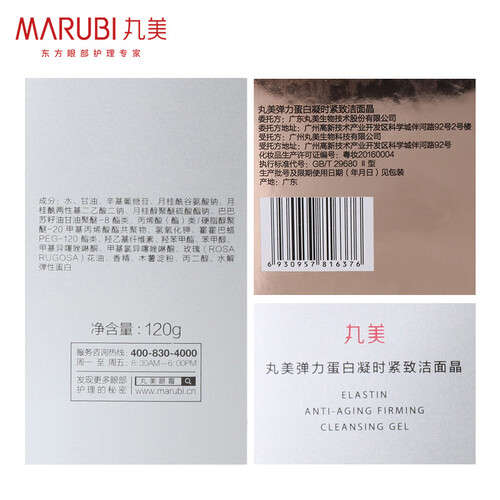 MARUBI 丸美
东方眼部护理专家
成分：水、甘油、辛基葡糖苷、月桂酰谷氨酸钠、月
桂酰两性基二乙酸二钠、月桂醇聚醚硫酸酯钠、巴巴
苏籽油甘油聚醚-8 酯类、丙烯酸（酯）类/硬脂醇聚
醚-20 甲基丙烯酸酯共聚物、氢氧化钾、霍霍巴蜡
PEG-120 酯类、羟乙基纤维素、羟苯甲酯、苯甲醇、
甲基异噻唑啉酮、甲基氯异噻唑啉酮、玫瑰（ROSA
RUGOSA）花油、香精、木薯淀粉、丙二醇、水解
弹性蛋白
净含量：120g
服务咨询热线：400-830-4000
周一 至 周五：8:30AM—6:00PM
发现更多眼部
护理的秘密
丸美眼霜
www.marubi.cn
丸美弹力蛋白凝时紧致洁面晶
委托方：广东丸美生物技术股份有限公司
委托方地址：广州高新技术产业开发区科学城伴河路92号2号楼
受托方：广州丸美生物科技有限公司
受托方地址：广州高新技术产业开发区科学城伴河路92号
化妆品生产许可证编号：粤妆20160004
执行标准号：GB/T 29680 II 型
生产批号及限期使用日期（年月日）见包装
产地：广东
6 930957 816376
丸美
丸美弹力蛋白凝时紧致洁面晶
ELASTIN
ANTI-AGING FIRMING
CLEANSING GEL